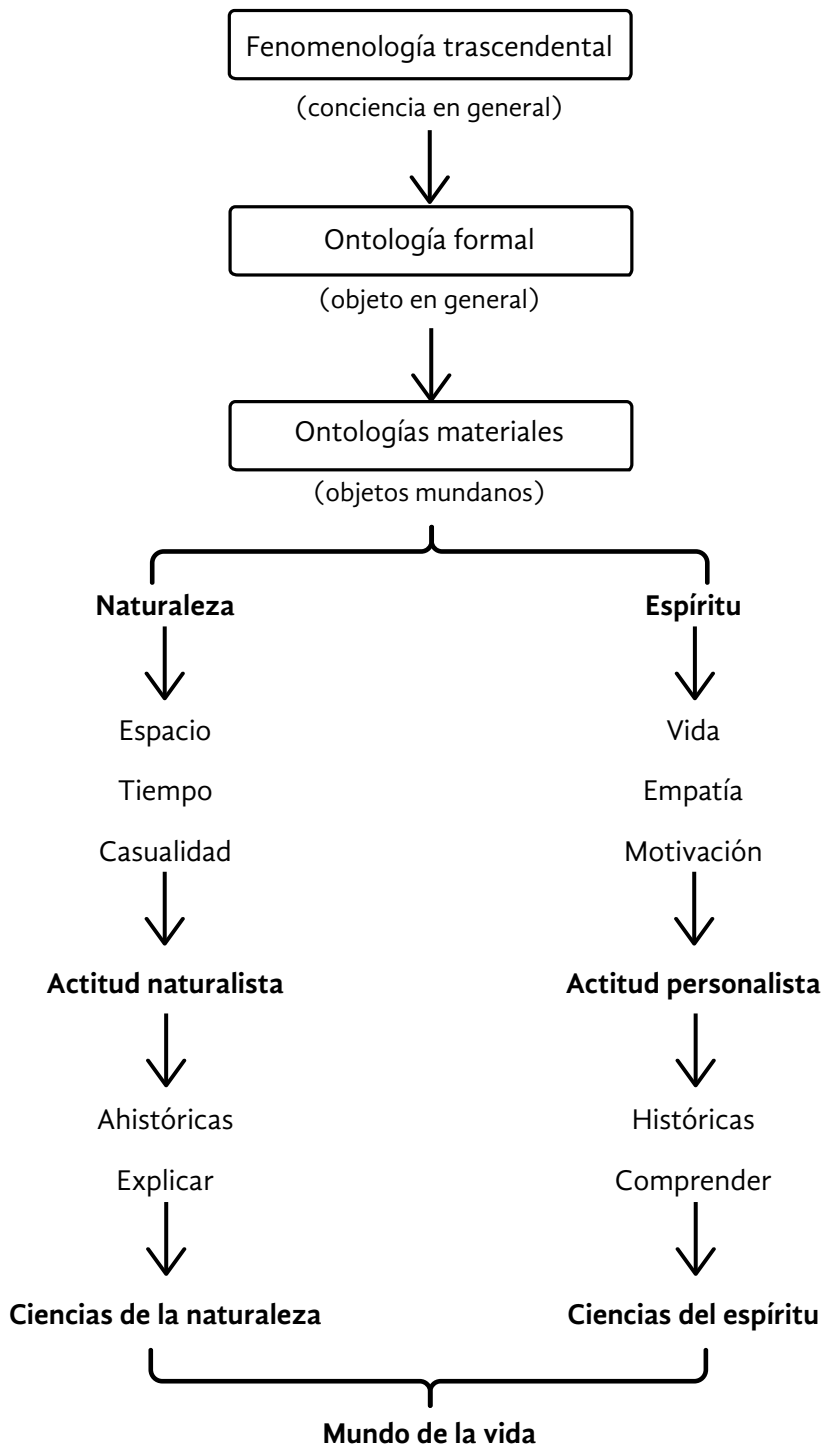 Fenomenología trascendental
(conciencia en general)
Ontología formal
(objeto en general)
Ontologías materiales
(objetos mundanos)
Naturaleza
Espíritu
Espacio
Vida
Tiempo
Empatía
Casualidad
Motivación
Actitud naturalista
Actitud personalista
Ahistóricas
Históricas
Explicar
Comprender
Ciencias de la naturaleza
Ciencias del espíritu
Mundo de la vida